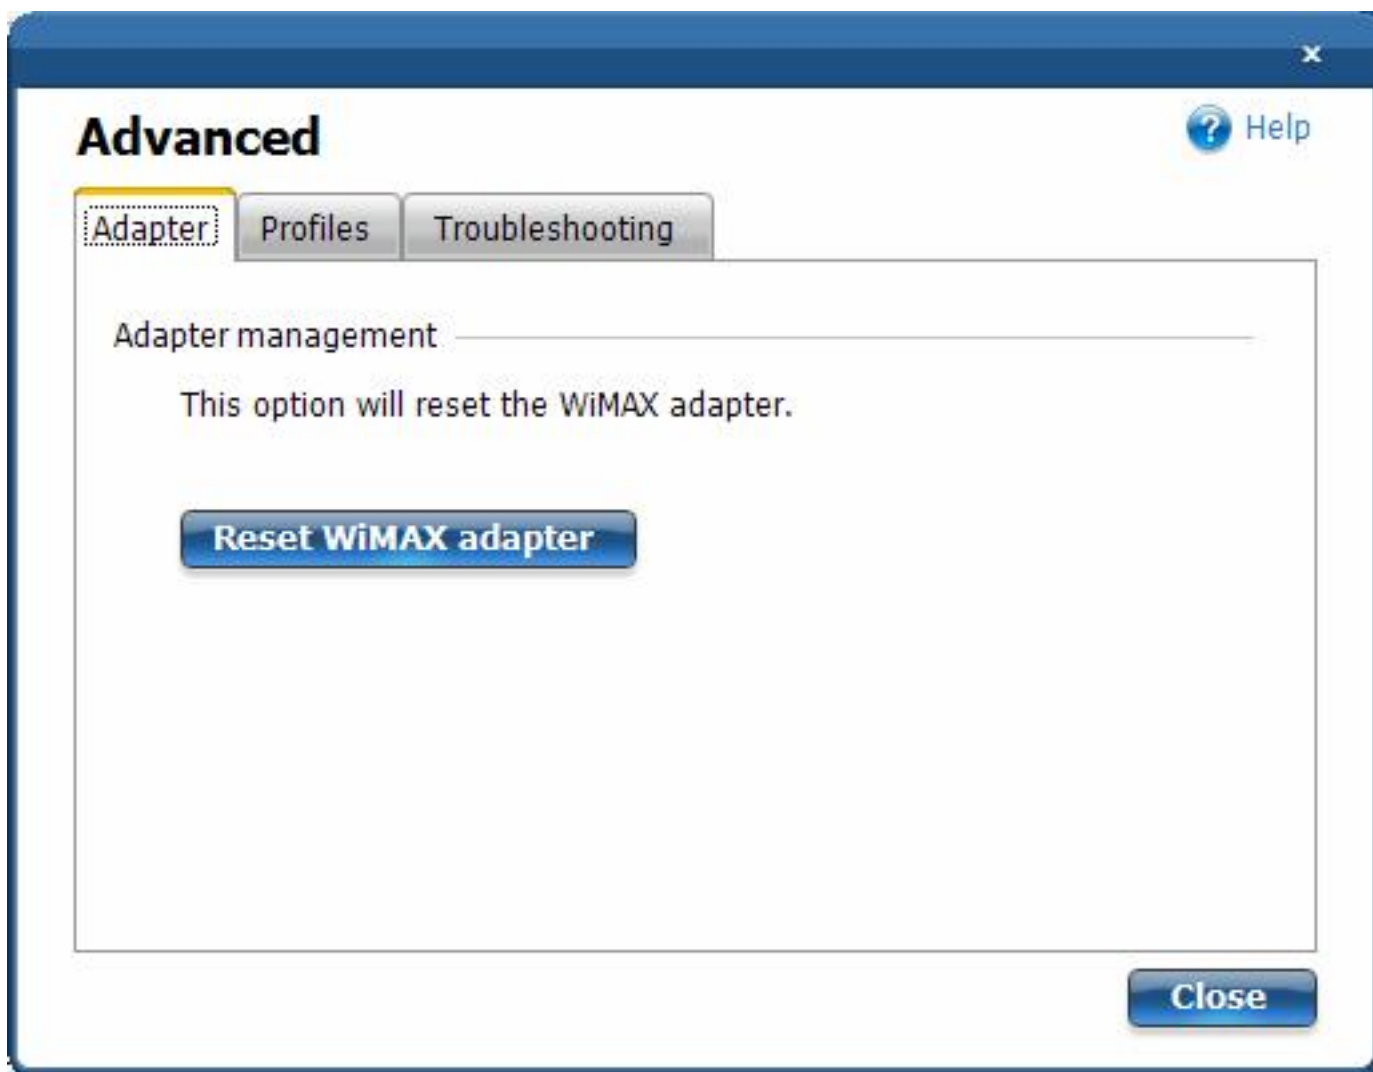 x
Advanced
? Help
Adapter Profiles Troubleshooting
Adapter management
This option will reset the WiMAX adapter.
Reset WiMAX adapter
Close